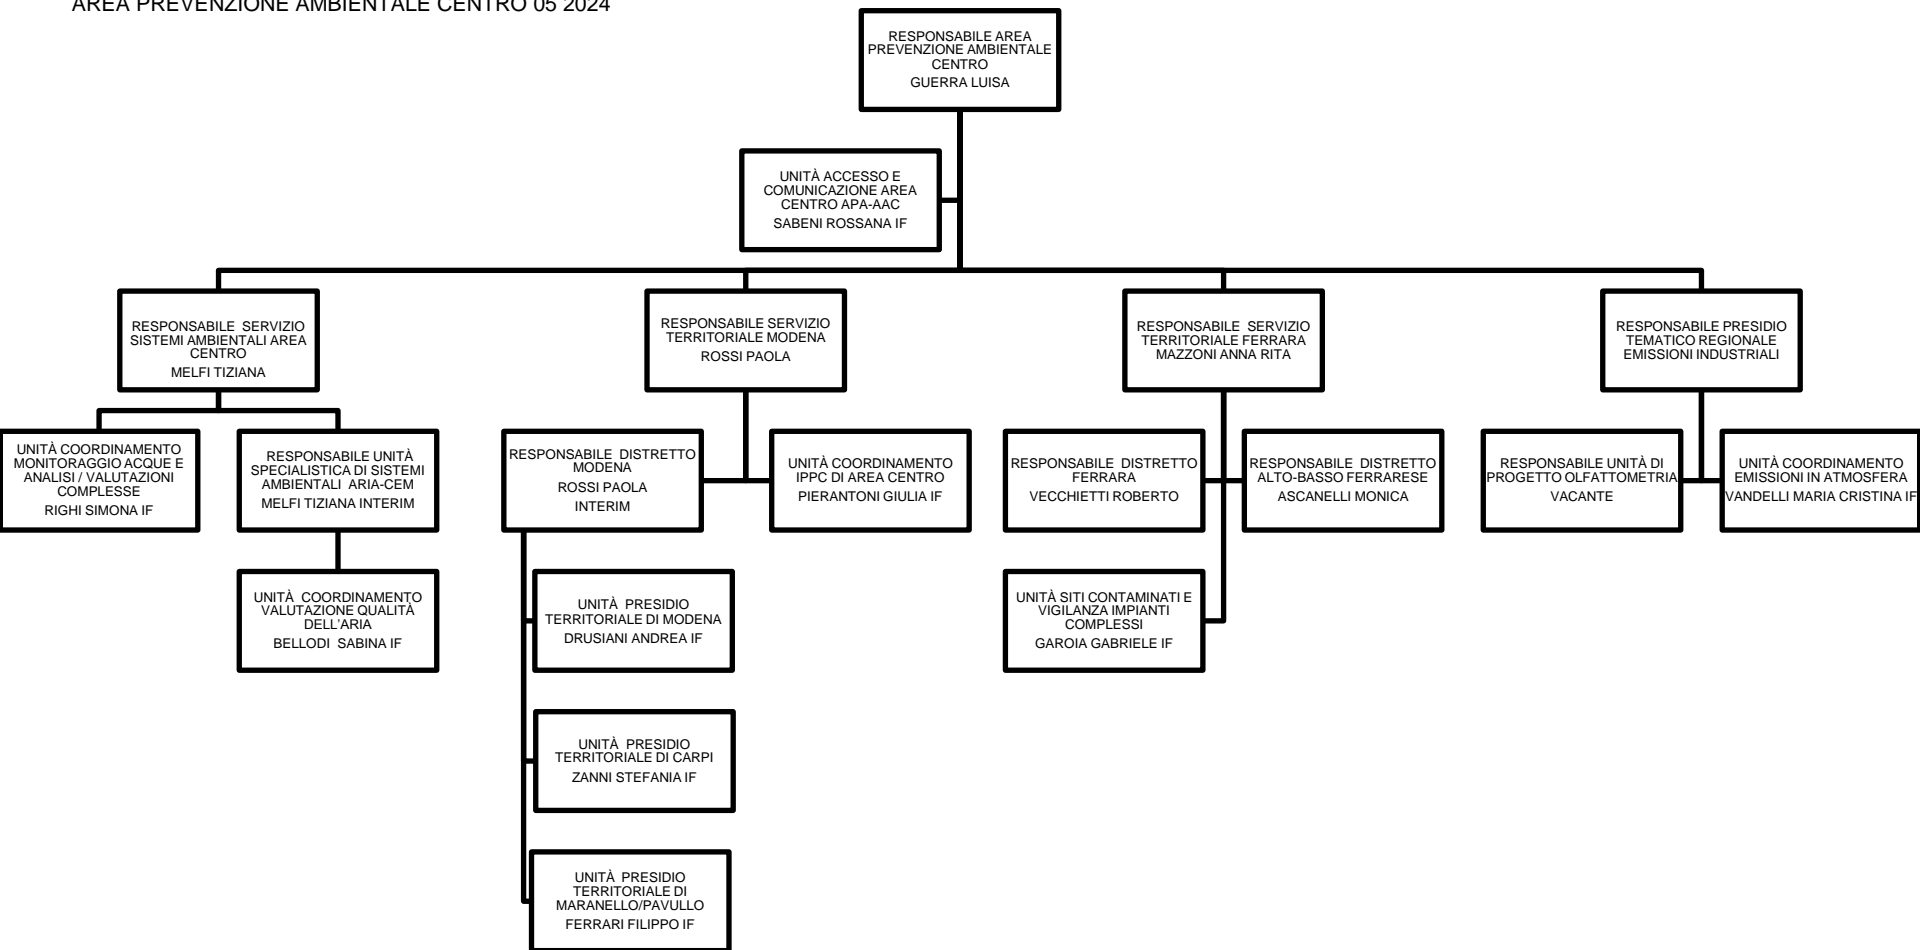 AREA PREVENZIONE AMBIENTALE CENTRO 05 2024
RESPONSABILE AREA
PREVENZIONE AMBIENTALE
CENTRO
GUERRA LUISA
UNITÀ ACCESSO E
COMUNICAZIONE AREA
CENTRO APA-AAC
SABENI ROSSANA IF
RESPONSABILE SERVIZIO
SISTEMI AMBIENTALI AREA
CENTRO
MELFI TIZIANA
RESPONSABILE SERVIZIO
TERRITORIALE MODENA
ROSSI PAOLA
RESPONSABILE SERVIZIO
TERRITORIALE FERRARA
MAZZONI ANNA RITA
RESPONSABILE PRESIDIO
TEMATICO REGIONALE
EMISSIONI INDUSTRIALI
UNITÀ COORDINAMENTO
MONITORAGGIO ACQUE E
ANALISI / VALUTAZIONI
COMPLESSE
RIGHI SIMONA IF
RESPONSABILE UNITÀ
SPECIALISTICA DI SISTEMI
AMBIENTALI ARIA-CEM
MELFI TIZIANA INTERIM
RESPONSABILE DISTRETTO
MODENA
ROSSI PAOLA
INTERIM
UNITÀ COORDINAMENTO
IPPC DI AREA CENTRO
PIERANTONI GIULIA IF
RESPONSABILE DISTRETTO
FERRARA
VECCHIETTI ROBERTO
RESPONSABILE DISTRETTO
ALTO-BASSO FERRARESE
ASCANELLI MONICA
RESPONSABILE UNITÀ DI
PROGETTO OLFATTOMETRIA
VACANTE
UNITÀ COORDINAMENTO
EMISSIONI IN ATMOSFERA
VANDELLI MARIA CRISTINA IF
UNITÀ COORDINAMENTO
VALUTAZIONE QUALITÀ
DELL'ARIA
BELLODI SABINA IF
UNITÀ PRESIDIO
TERRITORIALE DI MODENA
DRUSIANI ANDREA IF
UNITÀ SITI CONTAMINATI E
VIGILANZA IMPIANTI
COMPLESSI
GAROIA GABRIELE IF
UNITÀ PRESIDIO
TERRITORIALE DI CARPI
ZANNI STEFANIA IF
UNITÀ PRESIDIO
TERRITORIALE DI
MARANELLO/PAVULLO
FERRARI FILIPPO IF